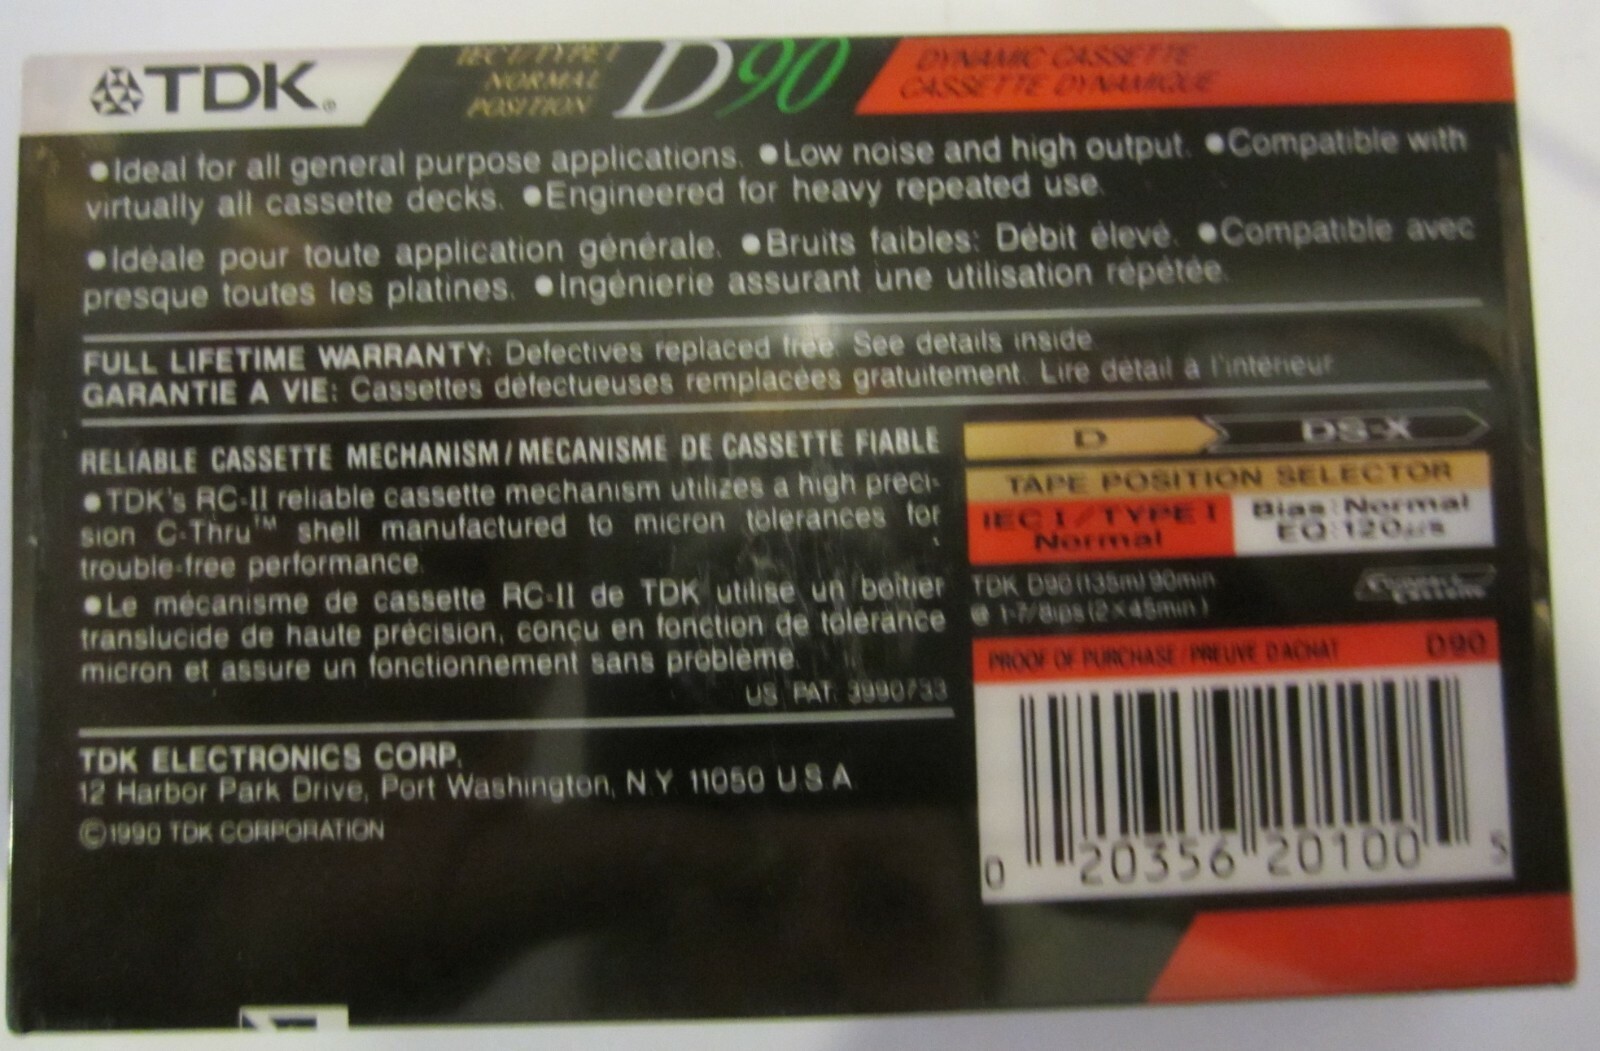 TDK®
IEC I/TYPE I
NORMAL
POSITION
D90
DYNAMIC CASSETTE
CASSETTE DYNAMIQUE
●Ideal for all general purpose applications. ●Low noise and high output. ●Compatible with
virtually all cassette decks. ●Engineered for heavy repeated use.
●Idéale pour toute application générale. ●Bruits faibles: Débit élevé. ●Compatible avec
presque toutes les platines. ●Ingénierie assurant une utilisation répétée.
FULL LIFETIME WARRANTY: Defectives replaced free. See details inside.
GARANTIE A VIE: Cassettes défectueuses remplacées gratuitement. Lire détail à l'intérieur.
RELIABLE CASSETTE MECHANISM/MÉCANISME DE CASSETTE FIABLE
●TDK's RC-II reliable cassette mechanism utilizes a high preci-
sion C-Thru™ shell manufactured to micron tolerances for
trouble-free performance.
●Le mécanisme de cassette RC-II de TDK utilise un boîtier
translucide de haute précision, conçu en fonction de tolérance
micron et assure un fonctionnement sans problème.
US. PAT. 3990733
TDK ELECTRONICS CORP.
12 Harbor Park Drive, Port Washington, N.Y. 11050 U.S.A.
©1990 TDK CORPORATION
D DS-X
TAPE POSITION SELECTOR
IEC I/TYPE I
Normal
Bias: Normal
EQ: 120μs
TDK D90 (135m) 90min
@ 1-7/8ips (2×45min.)
PROOF OF PURCHASE/PREUVE D'ACHAT D90
0 20356 20100 5